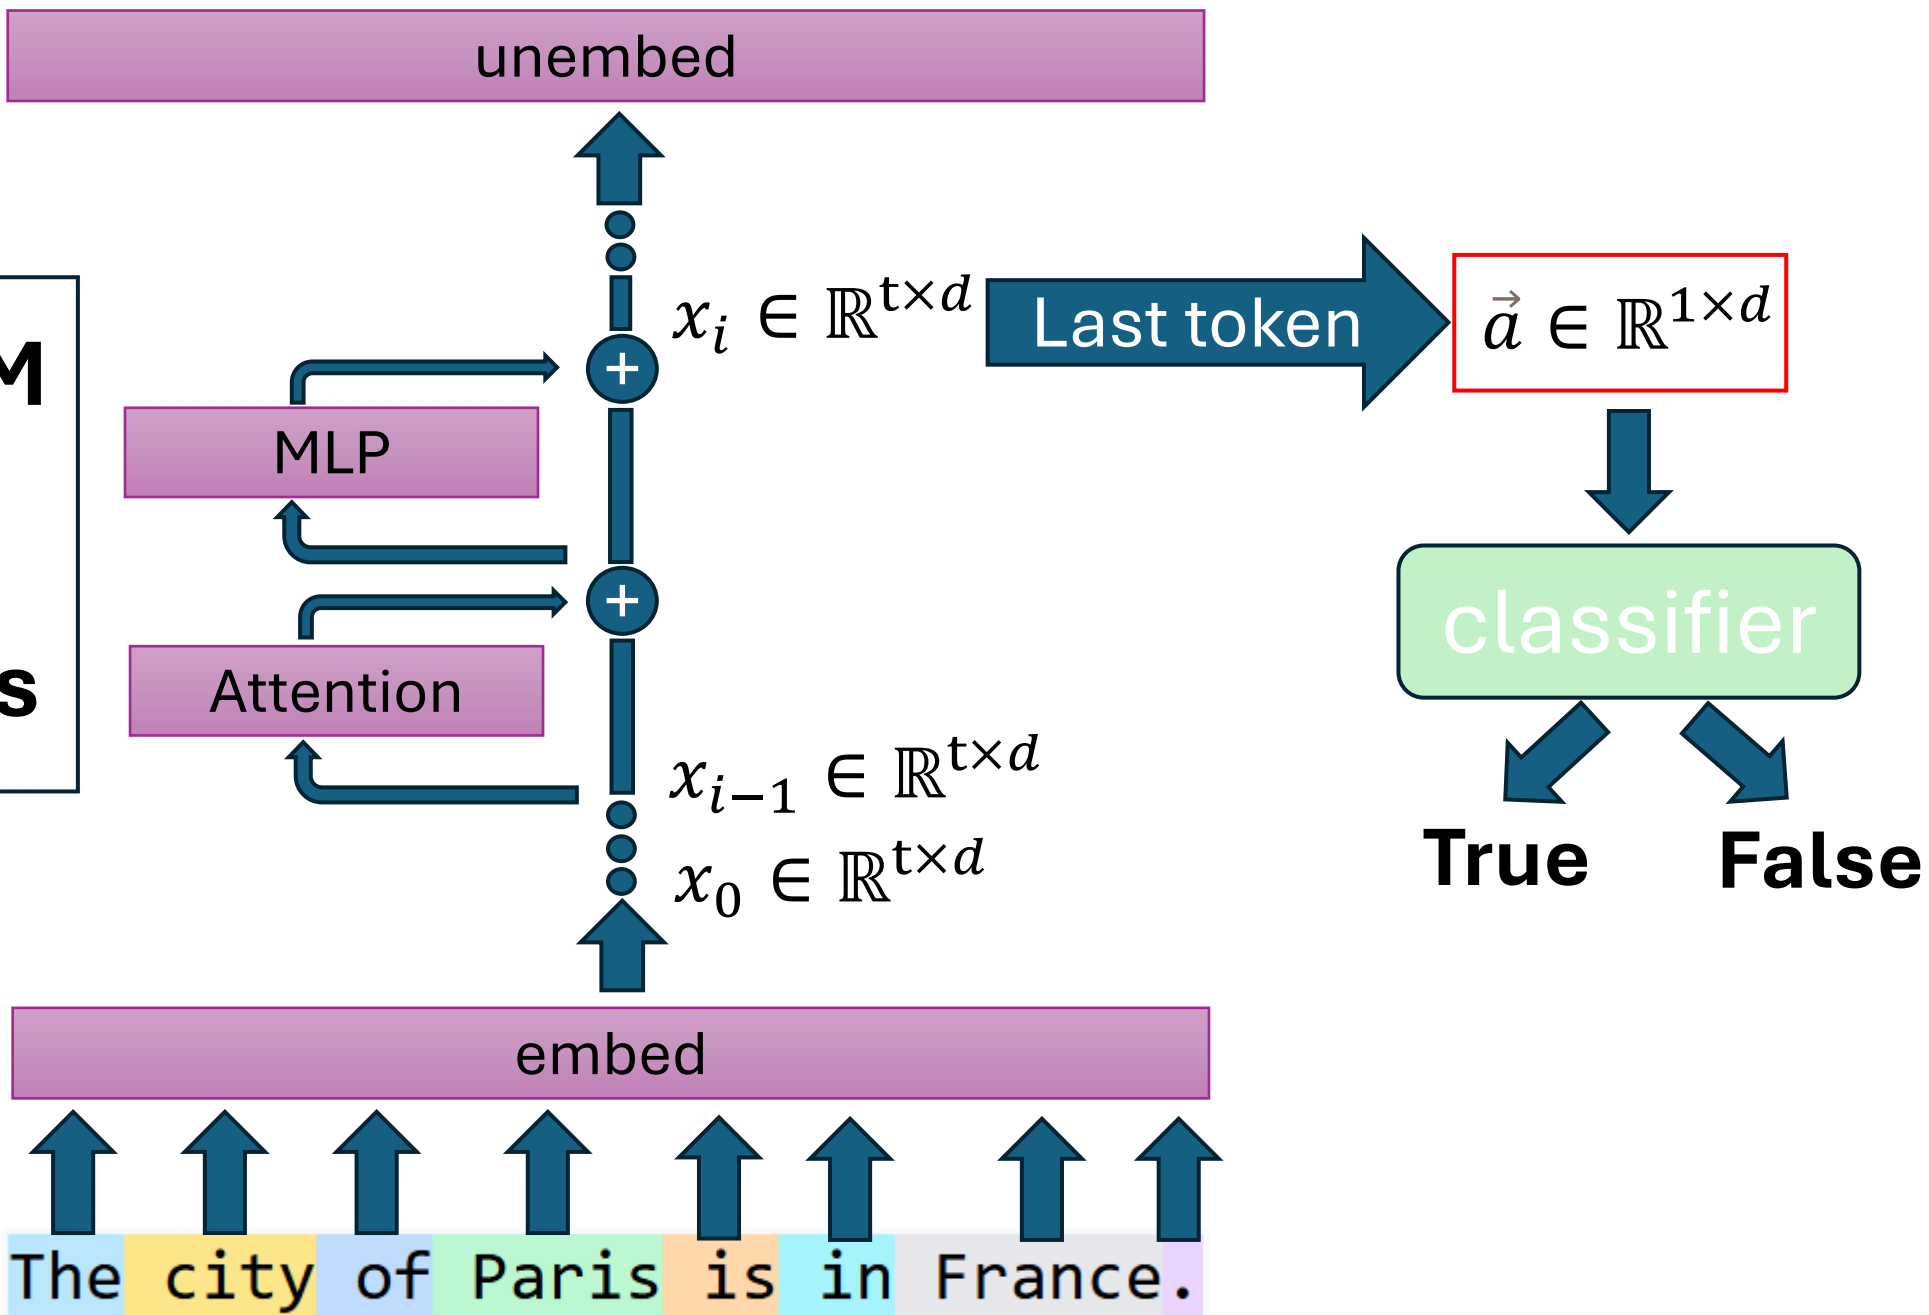 unembed
x_i ∈ ℝ^{t×d}
Last token
a⃗ ∈ ℝ^{1×d}
M
+
MLP
classifier
+
s
Attention
x_{i−1} ∈ ℝ^{t×d}
x_0 ∈ ℝ^{t×d}
True
False
embed
The city of Paris is in France.